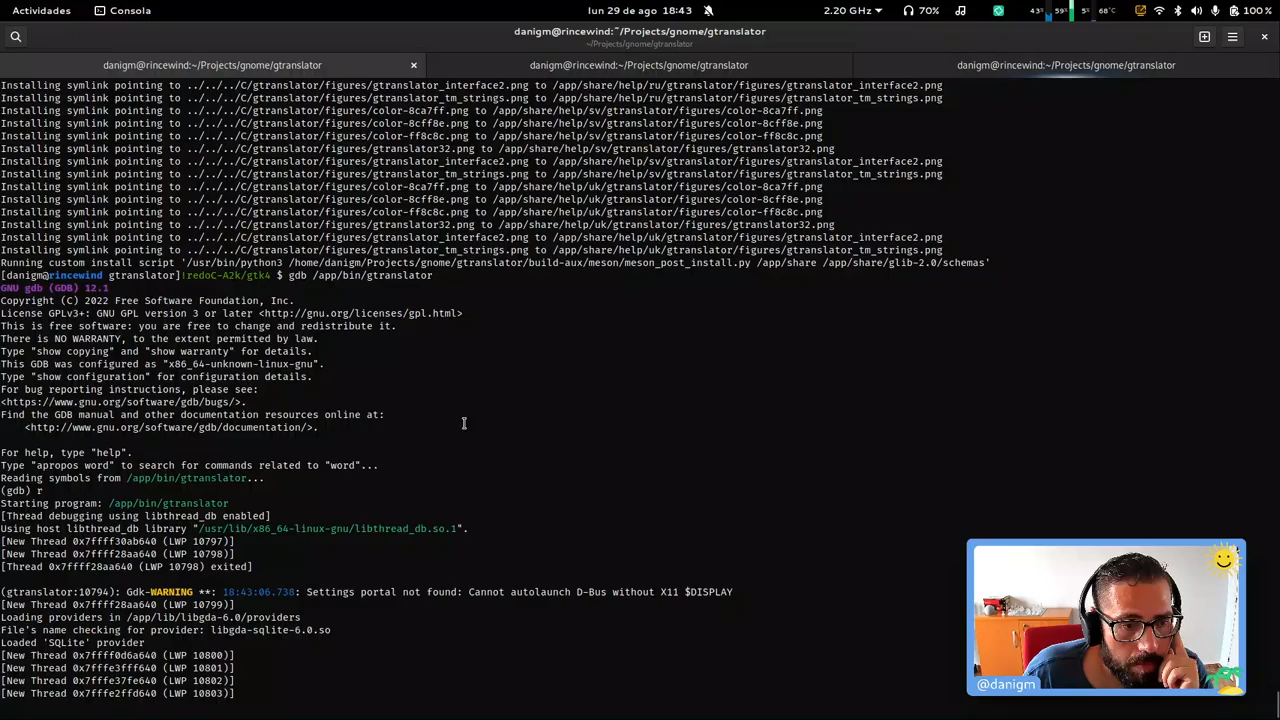 Actividades
Consola
lun 29 de ago 18:43
2.20 GHz
70%
43%
59%
5%
68°C
100 %
danigm@rincewind:~/Projects/gnome/gtranslator
~/Projects/gnome/gtranslator
danigm@rincewind:~/Projects/gnome/gtranslator
danigm@rincewind:~/Projects/gnome/gtranslator
danigm@rincewind:~/Projects/gnome/gtranslator
Installing symlink pointing to ../../../C/gtranslator/figures/gtranslator_interface2.png to /app/share/help/ru/gtranslator/figures/gtranslator_interface2.png
Installing symlink pointing to ../../../C/gtranslator/figures/gtranslator_tm_strings.png to /app/share/help/ru/gtranslator/figures/gtranslator_tm_strings.png
Installing symlink pointing to ../../../C/gtranslator/figures/color-8ca7ff.png to /app/share/help/sv/gtranslator/figures/color-8ca7ff.png
Installing symlink pointing to ../../../C/gtranslator/figures/color-8cff8e.png to /app/share/help/sv/gtranslator/figures/color-8cff8e.png
Installing symlink pointing to ../../../C/gtranslator/figures/color-ff8c8c.png to /app/share/help/sv/gtranslator/figures/color-ff8c8c.png
Installing symlink pointing to ../../../C/gtranslator/figures/gtranslator32.png to /app/share/help/sv/gtranslator/figures/gtranslator32.png
Installing symlink pointing to ../../../C/gtranslator/figures/gtranslator_interface2.png to /app/share/help/sv/gtranslator/figures/gtranslator_interface2.png
Installing symlink pointing to ../../../C/gtranslator/figures/gtranslator_tm_strings.png to /app/share/help/sv/gtranslator/figures/gtranslator_tm_strings.png
Installing symlink pointing to ../../../C/gtranslator/figures/color-8ca7ff.png to /app/share/help/uk/gtranslator/figures/color-8ca7ff.png
Installing symlink pointing to ../../../C/gtranslator/figures/color-8cff8e.png to /app/share/help/uk/gtranslator/figures/color-8cff8e.png
Installing symlink pointing to ../../../C/gtranslator/figures/color-ff8c8c.png to /app/share/help/uk/gtranslator/figures/color-ff8c8c.png
Installing symlink pointing to ../../../C/gtranslator/figures/gtranslator32.png to /app/share/help/uk/gtranslator/figures/gtranslator32.png
Installing symlink pointing to ../../../C/gtranslator/figures/gtranslator_interface2.png to /app/share/help/uk/gtranslator/figures/gtranslator_interface2.png
Installing symlink pointing to ../../../C/gtranslator/figures/gtranslator_tm_strings.png to /app/share/help/uk/gtranslator/figures/gtranslator_tm_strings.png
Running custom install script '/usr/bin/python3 /home/danigm/Projects/gnome/gtranslator/build-aux/meson/meson_post_install.py /app/share /app/share/glib-2.0/schemas'
[danigm@rincewind gtranslator]!redoC-A2k/gtk4 $ gdb /app/bin/gtranslator
GNU gdb (GDB) 12.1
Copyright (C) 2022 Free Software Foundation, Inc.
License GPLv3+: GNU GPL version 3 or later <http://gnu.org/licenses/gpl.html>
This is free software: you are free to change and redistribute it.
There is NO WARRANTY, to the extent permitted by law.
Type "show copying" and "show warranty" for details.
This GDB was configured as "x86_64-unknown-linux-gnu".
Type "show configuration" for configuration details.
For bug reporting instructions, please see:
<https://www.gnu.org/software/gdb/bugs/>.
Find the GDB manual and other documentation resources online at:
<http://www.gnu.org/software/gdb/documentation/>.
For help, type "help".
Type "apropos word" to search for commands related to "word"...
Reading symbols from /app/bin/gtranslator...
(gdb) r
Starting program: /app/bin/gtranslator
[Thread debugging using libthread_db enabled]
Using host libthread_db library "/usr/lib/x86_64-linux-gnu/libthread_db.so.1".
[New Thread 0x7ffff30ab640 (LWP 10797)]
[New Thread 0x7ffff28aa640 (LWP 10798)]
[Thread 0x7ffff28aa640 (LWP 10798) exited]
(gtranslator:10794): Gdk-WARNING **: 18:43:06.738: Settings portal not found: Cannot autolaunch D-Bus without X11 $DISPLAY
[New Thread 0x7ffff28aa640 (LWP 10799)]
Loading providers in /app/lib/libgda-6.0/providers
File's name checking for provider: libgda-sqlite-6.0.so
Loaded 'SQLite' provider
[New Thread 0x7ffff0d6a640 (LWP 10800)]
[New Thread 0x7fffe3fff640 (LWP 10801)]
[New Thread 0x7fffe37fe640 (LWP 10802)]
[New Thread 0x7fffe2ffd640 (LWP 10803)]
@danigm